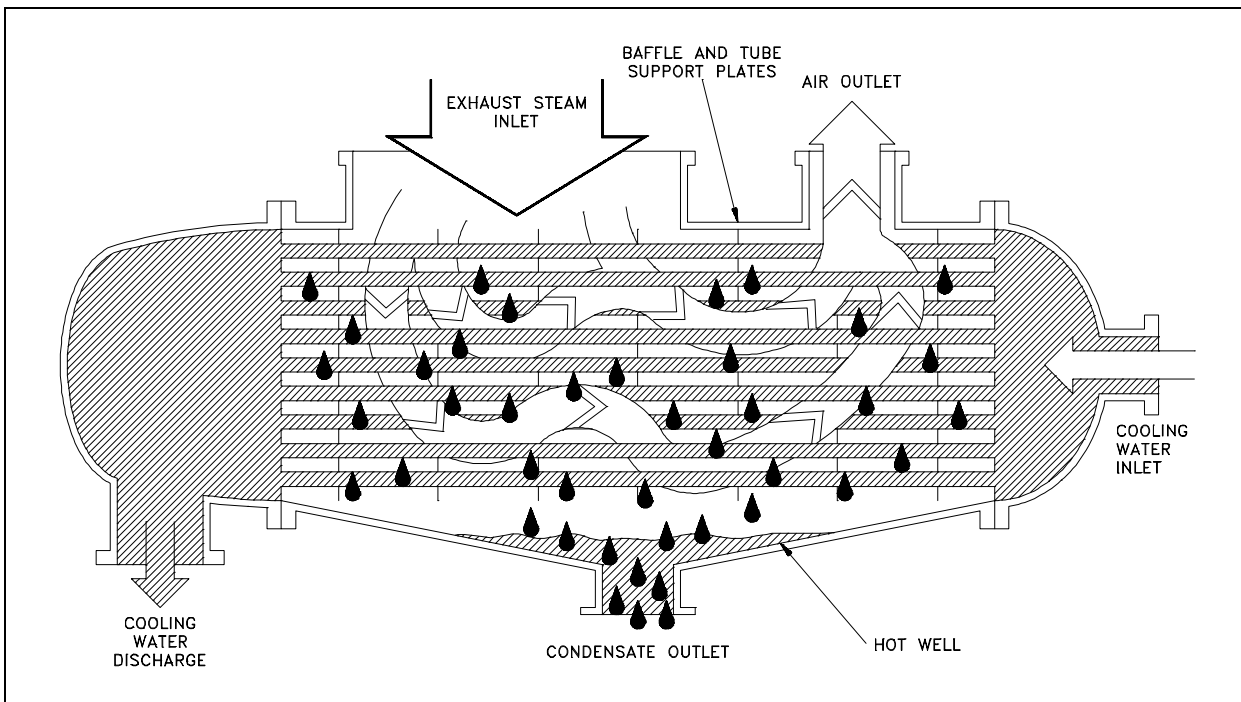 BAFFLE AND TUBE
SUPPORT PLATES
AIR OUTLET
EXHAUST STEAM
INLET
COOLING
WATER
INLET
COOLING
WATER
DISCHARGE
CONDENSATE OUTLET
HOT WELL